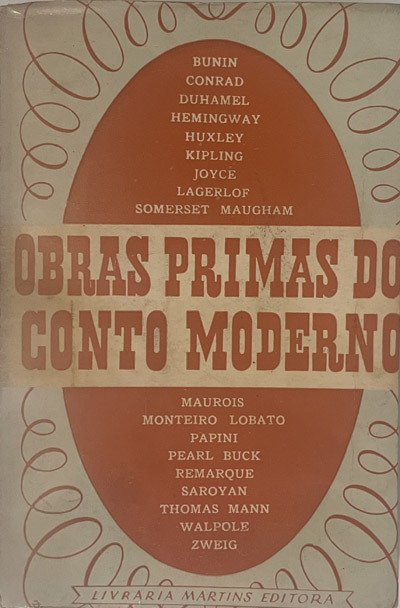 BUNIN
CONRAD
DUHAMEL
HEMINGWAY
HUXLEY
KIPLING
JOYCE
LAGERLOF
SOMERSET MAUGHAM
OBRAS PRIMAS DO
CONTO MODERNO
MAUROIS
MONTEIRO LOBATO
PAPINI
PEARL BUCK
REMARQUE
SAROYAN
THOMAS MANN
WALPOLE
ZWEIG
LIVRARIA MARTINS EDITORA